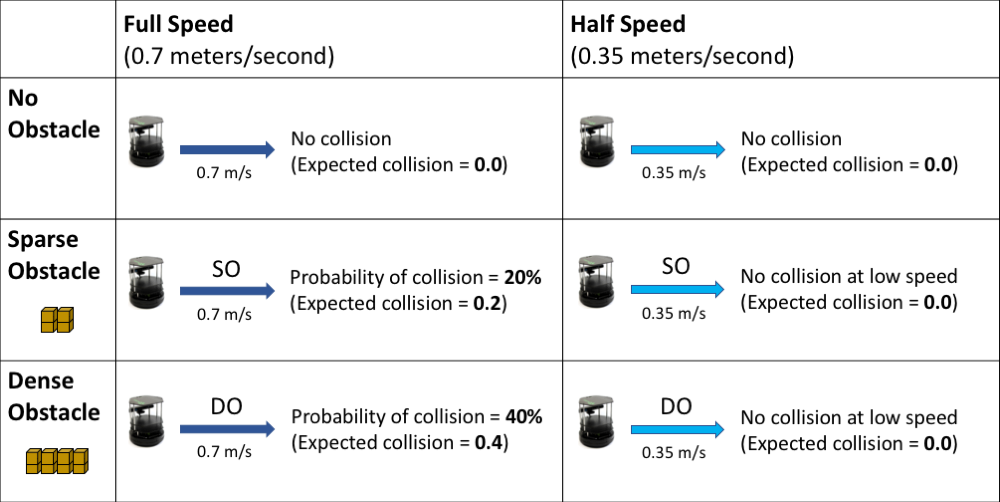 Full Speed
(0.7 meters/second)
Half Speed
(0.35 meters/second)
No
Obstacle
0.7 m/s
No collision
(Expected collision = 0.0)
0.35 m/s
No collision
(Expected collision = 0.0)
Sparse
Obstacle
SO
0.7 m/s
Probability of collision = 20%
(Expected collision = 0.2)
SO
0.35 m/s
No collision at low speed
(Expected collision = 0.0)
Dense
Obstacle
DO
0.7 m/s
Probability of collision = 40%
(Expected collision = 0.4)
DO
0.35 m/s
No collision at low speed
(Expected collision = 0.0)